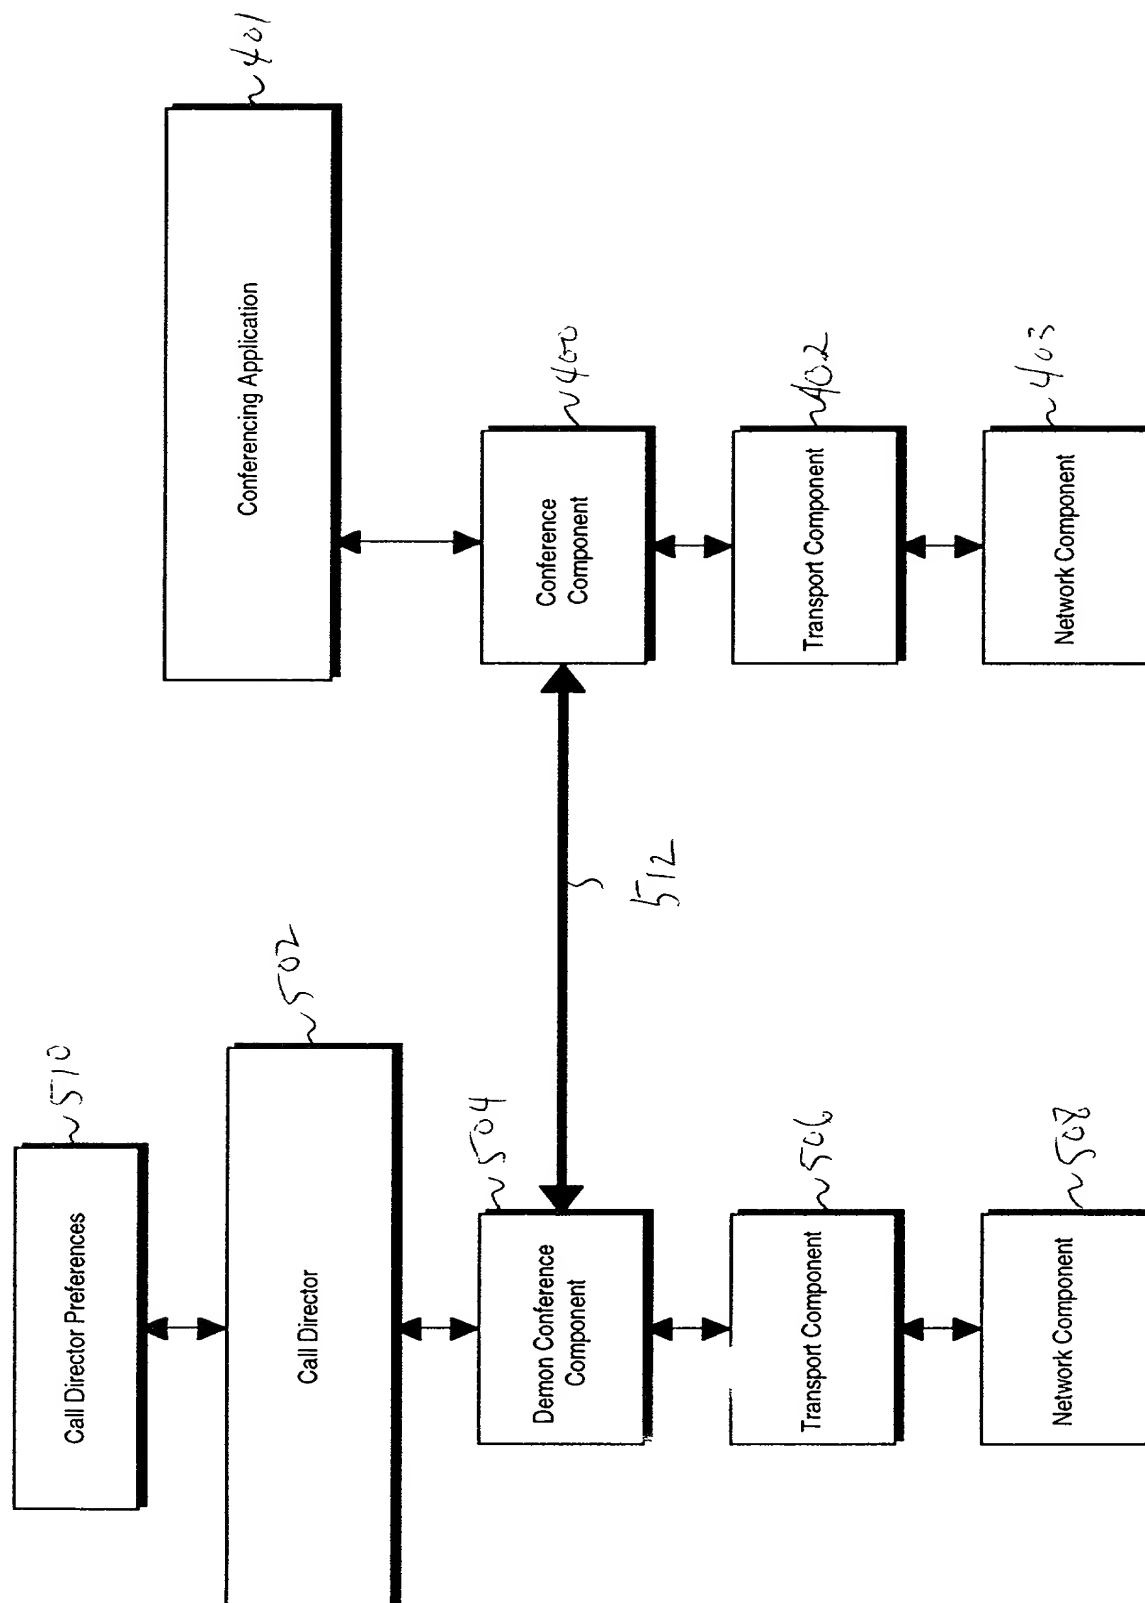 Call Director Preferences
510
Call Director
502
Demon Conference
Component
504
Transport Component
506
Network Component
508
512
Conferencing Application
401
Conference
Component
400
Transport Component
402
Network Component
403